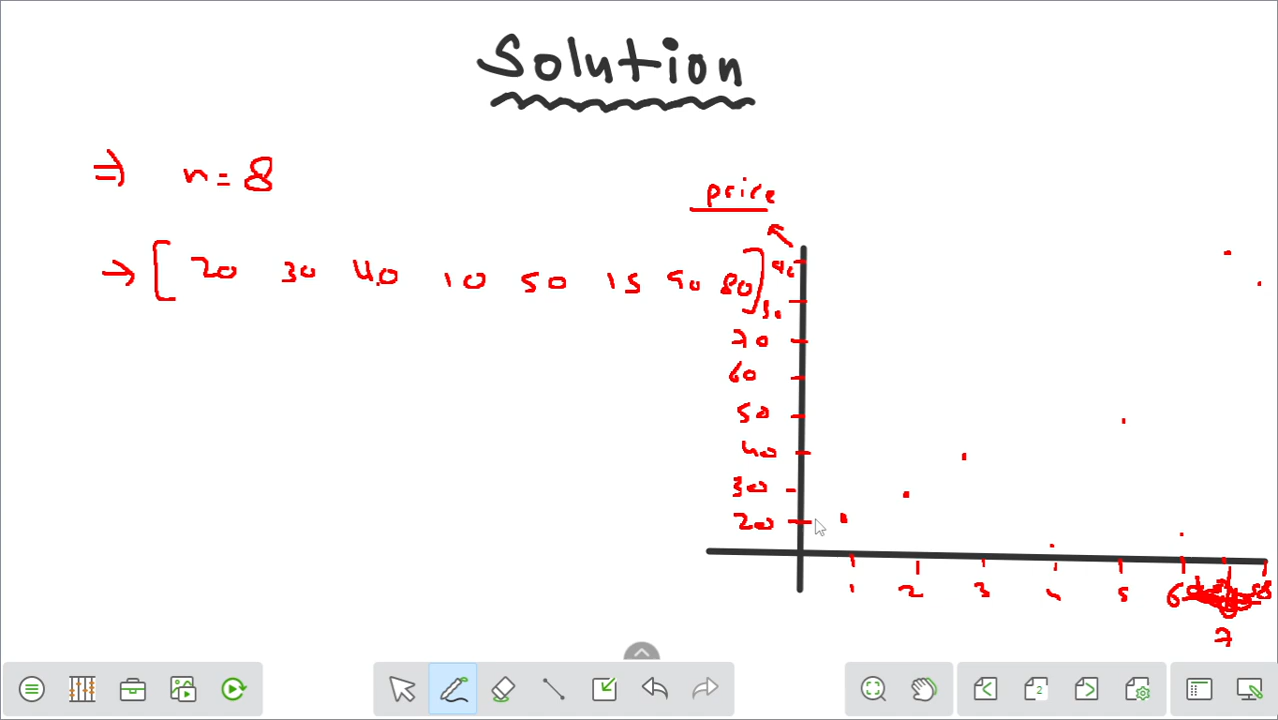 Solution
⇒ n = 8
price
→ [ 20 30 40 10 50 15 90 80 ]
90
80
70
60
50
40
30
20
1 2 3 4 5 6 8
7
2